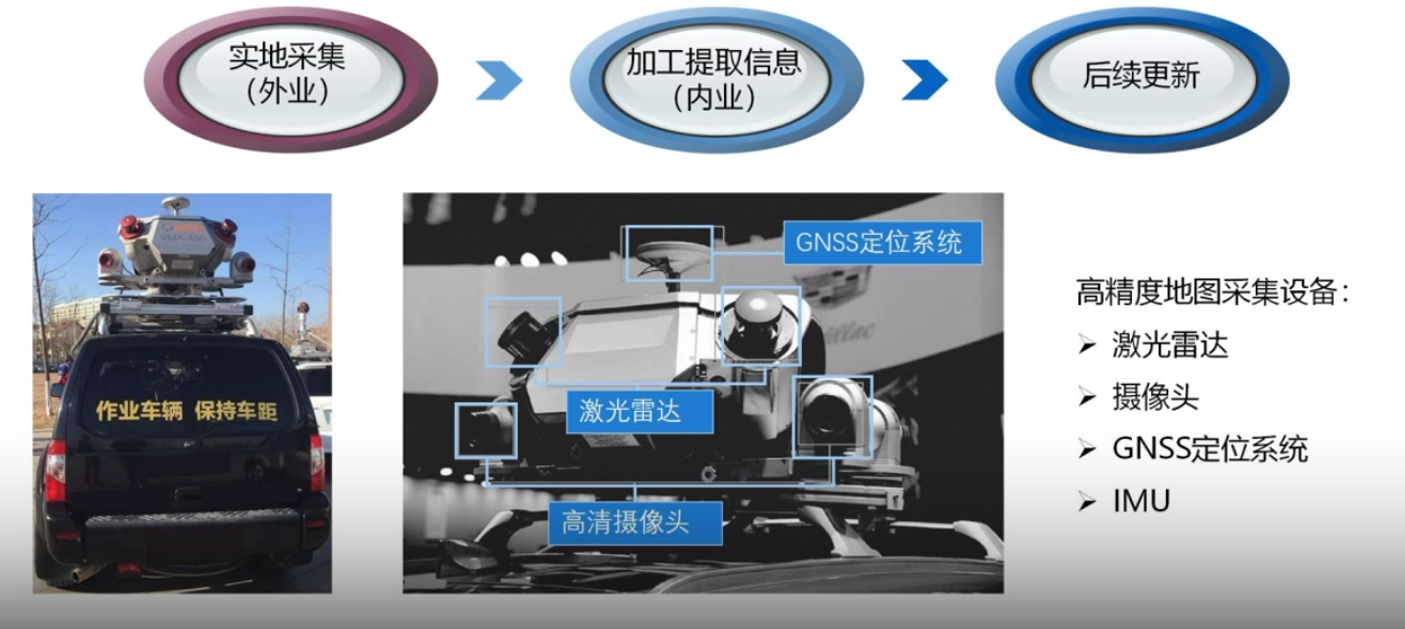 实地采集
（外业）
加工提取信息
（内业）
后续更新
VMX-450
作业车辆 保持车距
GNSS定位系统
激光雷达
高清摄像头
高精度地图采集设备：
➢ 激光雷达
➢ 摄像头
➢ GNSS定位系统
➢ IMU